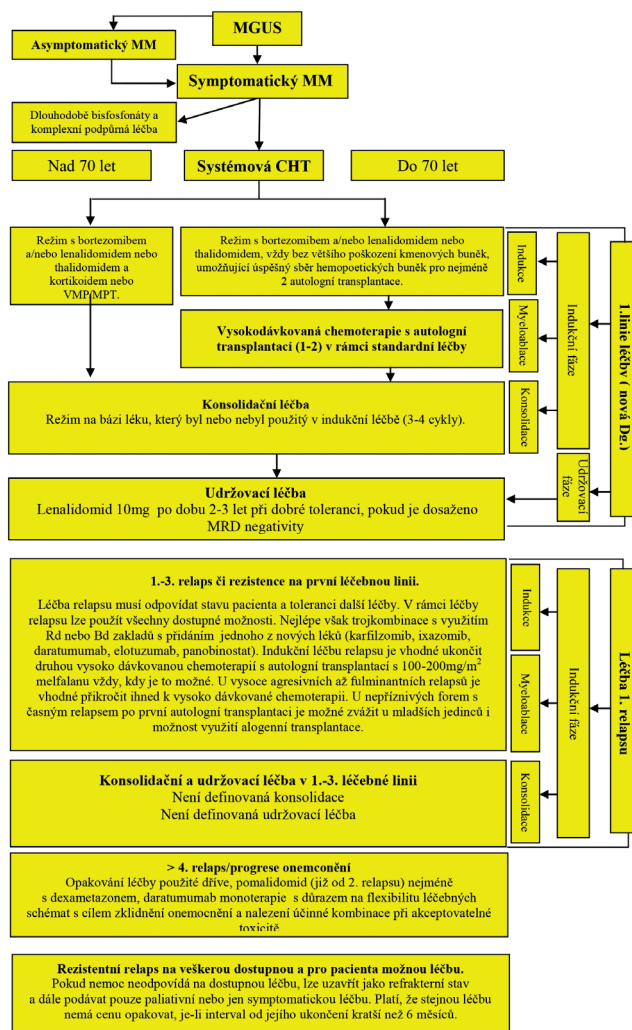 MGUS
Asymptomatický MM
Symptomatický MM
Dlouhodobě bisfosfonáty a
komplexní podpůrná léčba
Nad 70 let
Systémová CHT
Do 70 let
Režim s bortezomibem
a/nebo lenalidomidem nebo
thalidomidem a
kortikoidem nebo
VMP/MPT.
Režim s bortezomibem a/nebo lenalidomidem nebo
thalidomidem, vždy bez většího poškození kmenových buněk,
umožňující úspěšný sběr hemopoetických buněk pro nejméně
2 autologní transplantace.
Vysokodávkovaná chemoterapie s autologní
transplantací (1-2) v rámci standardní léčby
Konsolidační léčba
Režim na bázi léku, který byl nebo nebyl použitý v indukční léčbě (3-4 cykly).
Udržovací léčba
Lenalidomid 10mg po dobu 2-3 let při dobré toleranci, pokud je dosaženo
MRD negativity
Indukce
Myeloablace
Konsolidace
Indukční fáze
Udržovací
fáze
1.linie léčby ( nová Dg.)
1.-3. relaps či rezistence na první léčebnou linii.
Léčba relapsu musí odpovídat stavu pacienta a toleranci další léčby. V rámci léčby
relapsu lze použít všechny dostupné možnosti. Nejlépe však trojkombinace s využitím
Rd nebo Bd zakladů s přidáním jednoho z nových léků (karfilzomib, ixazomib,
daratumumab, elotuzumab, panobinostat). Indukční léčbu relapsu je vhodné ukončit
druhou vysoko dávkovanou chemoterapií s autologní transplantací s 100-200mg/m²
melfalanu vždy, kdy je to možné. U vysoce agresivních až fulminantních relapsů je
vhodné přikročit ihned k vysoko dávkované chemoterapii. U nepříznivých forem s
časným relapsem po první autologní transplantaci je možné zvážit u mladších jedinců i
možnost využití alogenní transplantace.
Konsolidační a udržovací léčba v 1.-3. léčebné linii
Není definovaná konsolidace
Není definovaná udržovací léčba
Indukce
Myeloablace
Konsolidace
Indukční fáze
Léčba 1. relapsu
> 4. relaps/progrese onemconění
Opakování léčby použité dříve, pomalidomid (již od 2. relapsu) nejméně
s dexametazonem, daratumumab monoterapie s důrazem na flexibilitu léčebných
schémat s cílem zklidnění onemocnění a nalezení účinné kombinace při akceptovatelné
toxicitě.
Rezistentní relaps na veškerou dostupnou a pro pacienta možnou léčbu.
Pokud nemoc neodpovídá na dostupnou léčbu, lze uzavřít jako refrakterní stav
a dále podávat pouze paliativní nebo jen symptomatickou léčbu. Platí, že stejnou léčbu
nemá cenu opakovat, je-li interval od jejího ukončení kratší než 6 měsíců.